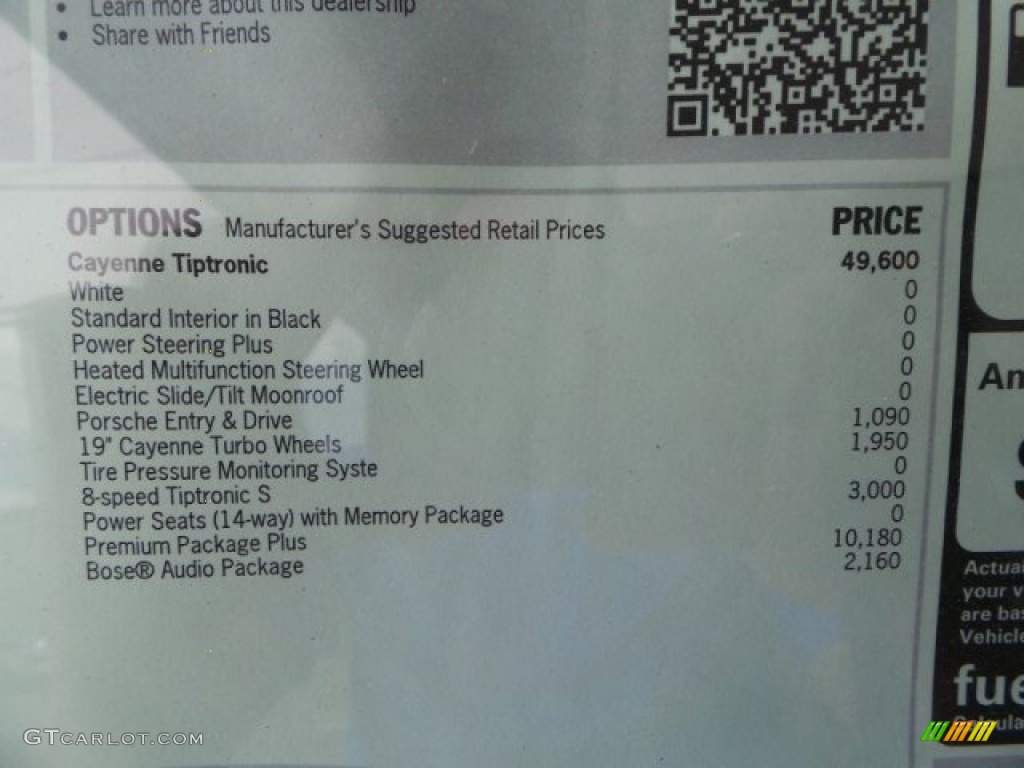 • Learn more about this dealership
• Share with Friends
OPTIONS Manufacturer's Suggested Retail Prices PRICE
Cayenne Tiptronic 49,600
White 0
Standard Interior in Black 0
Power Steering Plus 0
Heated Multifunction Steering Wheel 0
Electric Slide/Tilt Moonroof 0
Porsche Entry & Drive 1,090
19" Cayenne Turbo Wheels 1,950
Tire Pressure Monitoring Syste 0
8-speed Tiptronic S 3,000
Power Seats (14-way) with Memory Package 0
Premium Package Plus 10,180
Bose® Audio Package 2,160
An
Actua
your v
are bas
Vehicle
fue
GTCARLOT.COM